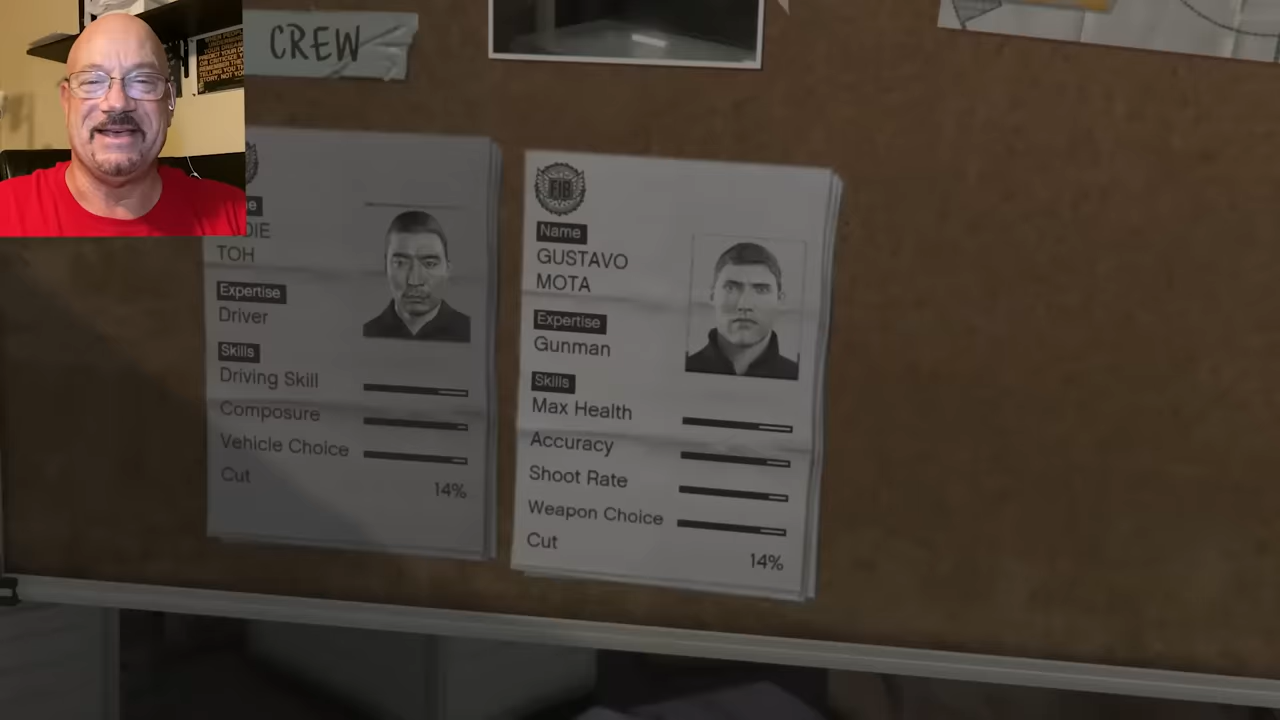 CREW
DIE
TOH
Expertise
Driver
Skills
Driving Skill
Composure
Vehicle Choice
Cut
14%
FIB
Name
GUSTAVO
MOTA
Expertise
Gunman
Skills
Max Health
Accuracy
Shoot Rate
Weapon Choice
Cut
14%